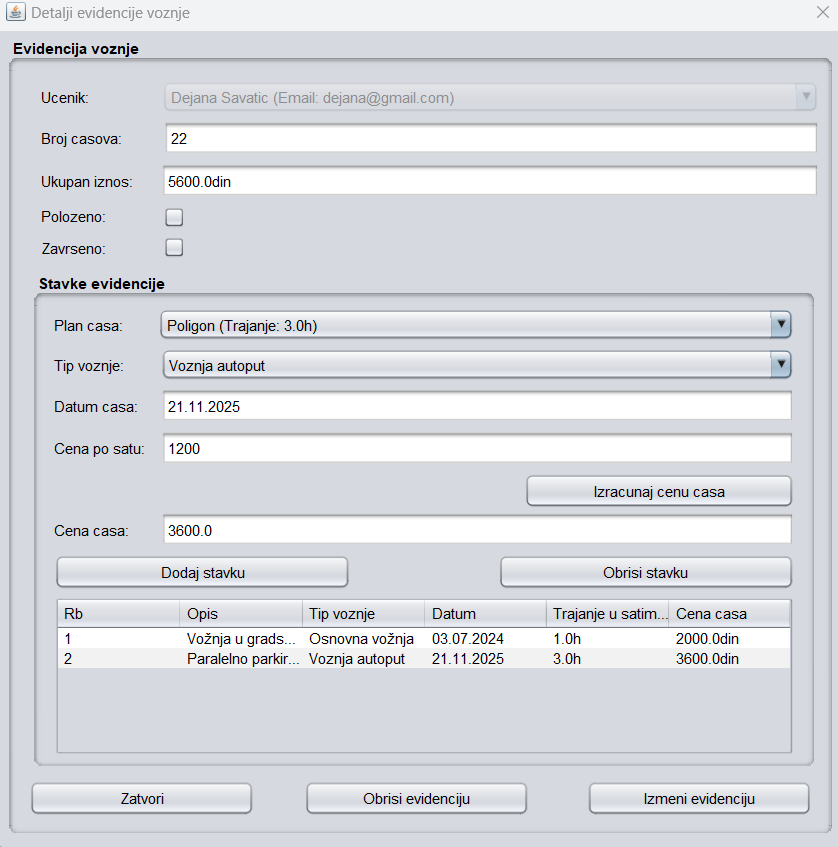 Detalji evidencije voznje
Evidencija voznje
Ucenik: Dejana Savatic (Email: dejana@gmail.com)
Broj casova: 22
Ukupan iznos: 5600.0din
Polozeno:
Zavrseno:
Stavke evidencije
Plan casa: Poligon (Trajanje: 3.0h)
Tip voznje: Voznja autoput
Datum casa: 21.11.2025
Cena po satu: 1200
Izracunaj cenu casa
Cena casa: 3600.0
Dodaj stavku Obrisi stavku
Rb Opis Tip voznje Datum Trajanje u satim... Cena casa
1 Vožnja u grads... Osnovna vožnja 03.07.2024 1.0h 2000.0din
2 Paralelno parkir... Voznja autoput 21.11.2025 3.0h 3600.0din
Zatvori Obrisi evidenciju Izmeni evidenciju